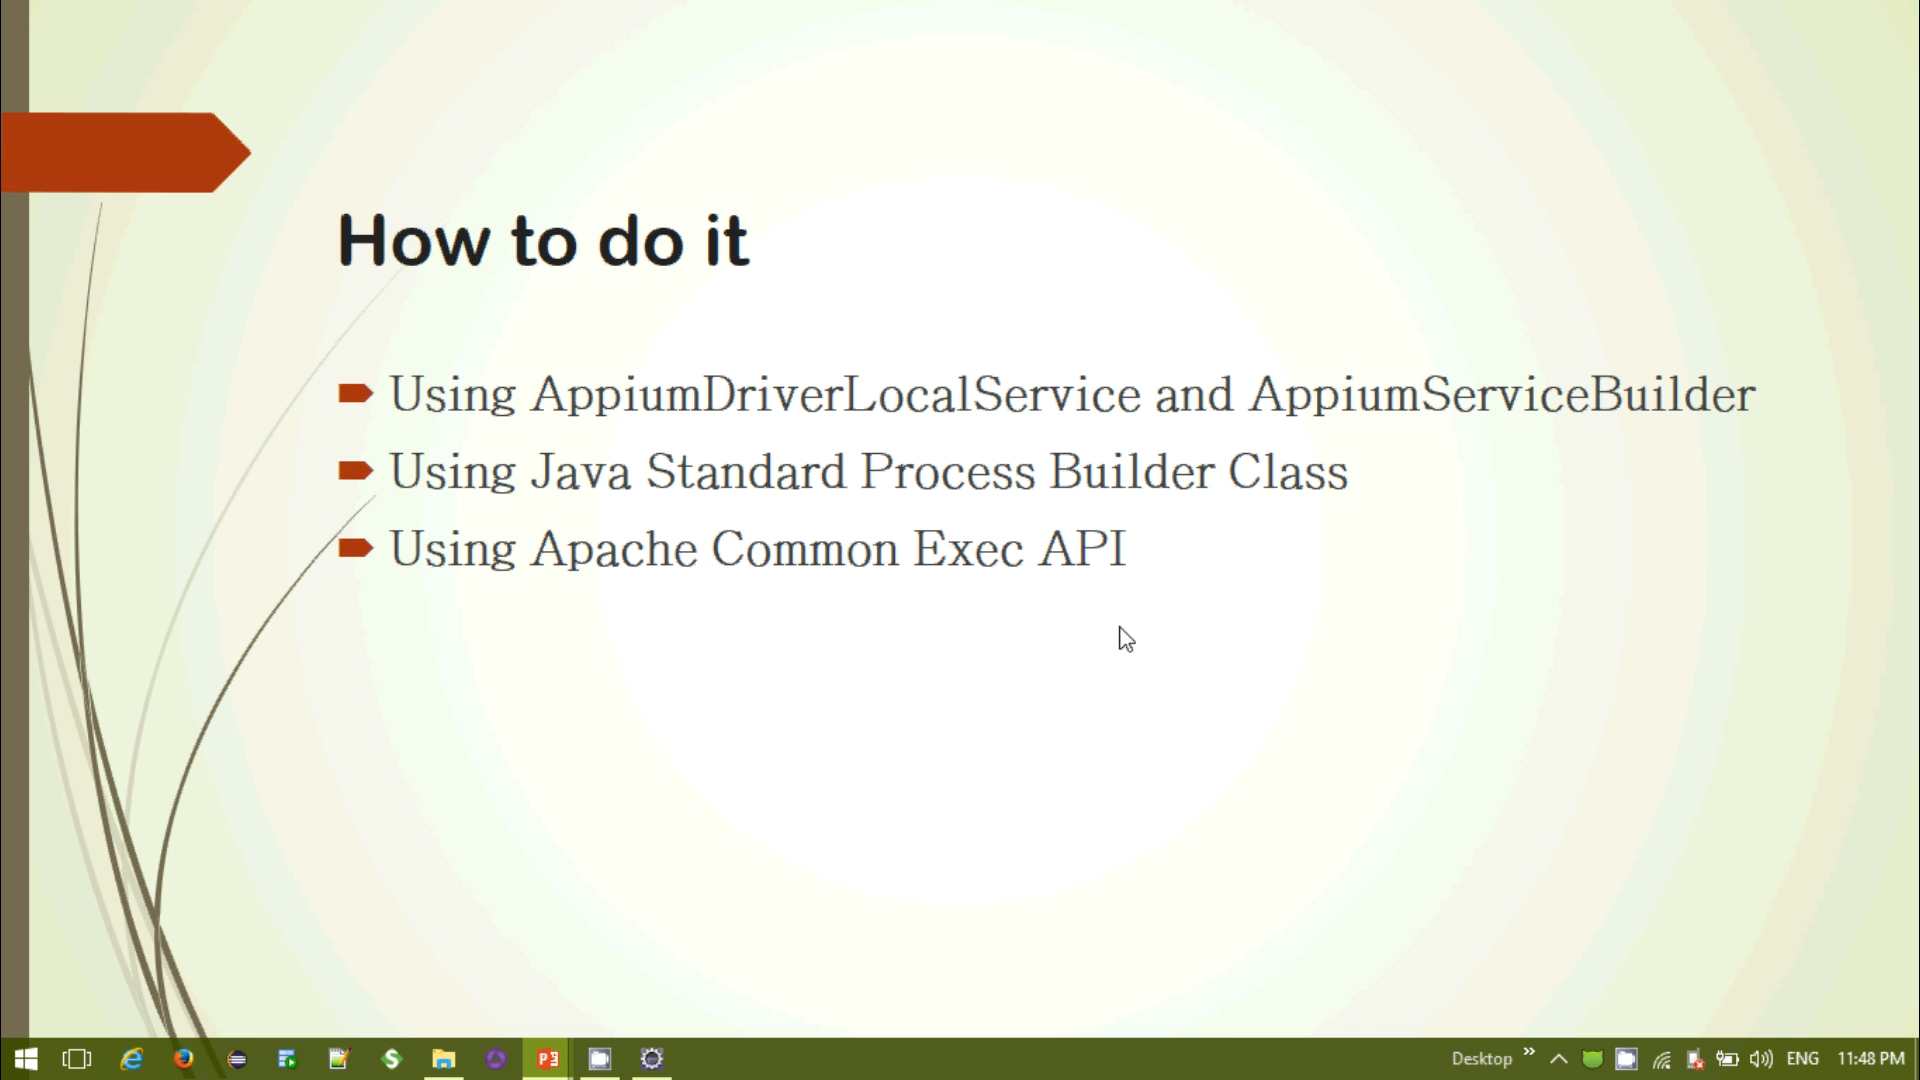 How to do it
Using AppiumDriverLocalService and AppiumServiceBuilder
Using Java Standard Process Builder Class
Using Apache Common Exec API
Desktop » ENG 11:48 PM